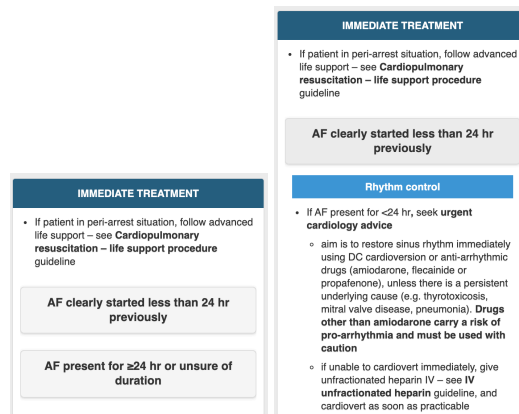 IMMEDIATE TREATMENT
• If patient in peri-arrest situation, follow advanced
life support – see Cardiopulmonary
resuscitation – life support procedure
guideline
AF clearly started less than 24 hr
previously
AF present for ≥24 hr or unsure of
duration
IMMEDIATE TREATMENT
• If patient in peri-arrest situation, follow advanced
life support – see Cardiopulmonary
resuscitation – life support procedure
guideline
AF clearly started less than 24 hr
previously
Rhythm control
• If AF present for <24 hr, seek urgent
cardiology advice
○ aim is to restore sinus rhythm immediately
using DC cardioversion or anti-arrhythmic
drugs (amiodarone, flecainide or
propafenone), unless there is a persistent
underlying cause (e.g. thyrotoxicosis,
mitral valve disease, pneumonia). Drugs
other than amiodarone carry a risk of
pro-arrhythmia and must be used with
caution
○ if unable to cardiovert immediately, give
unfractionated heparin IV – see IV
unfractionated heparin guideline, and
cardiovert as soon as practicable